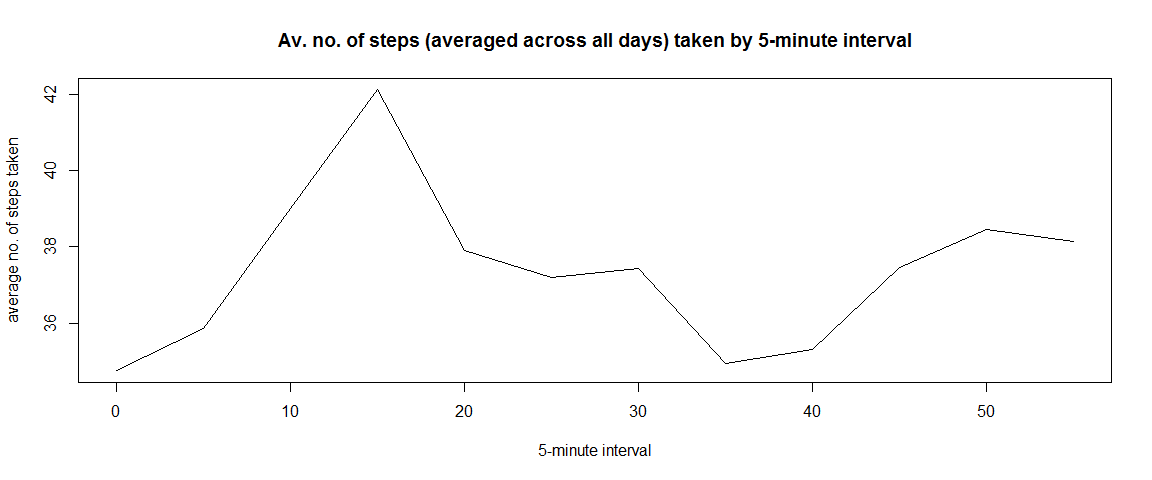 Av. no. of steps (averaged across all days) taken by 5-minute interval
average no. of steps taken
42
40
38
36
0 10 20 30 40 50
5-minute interval